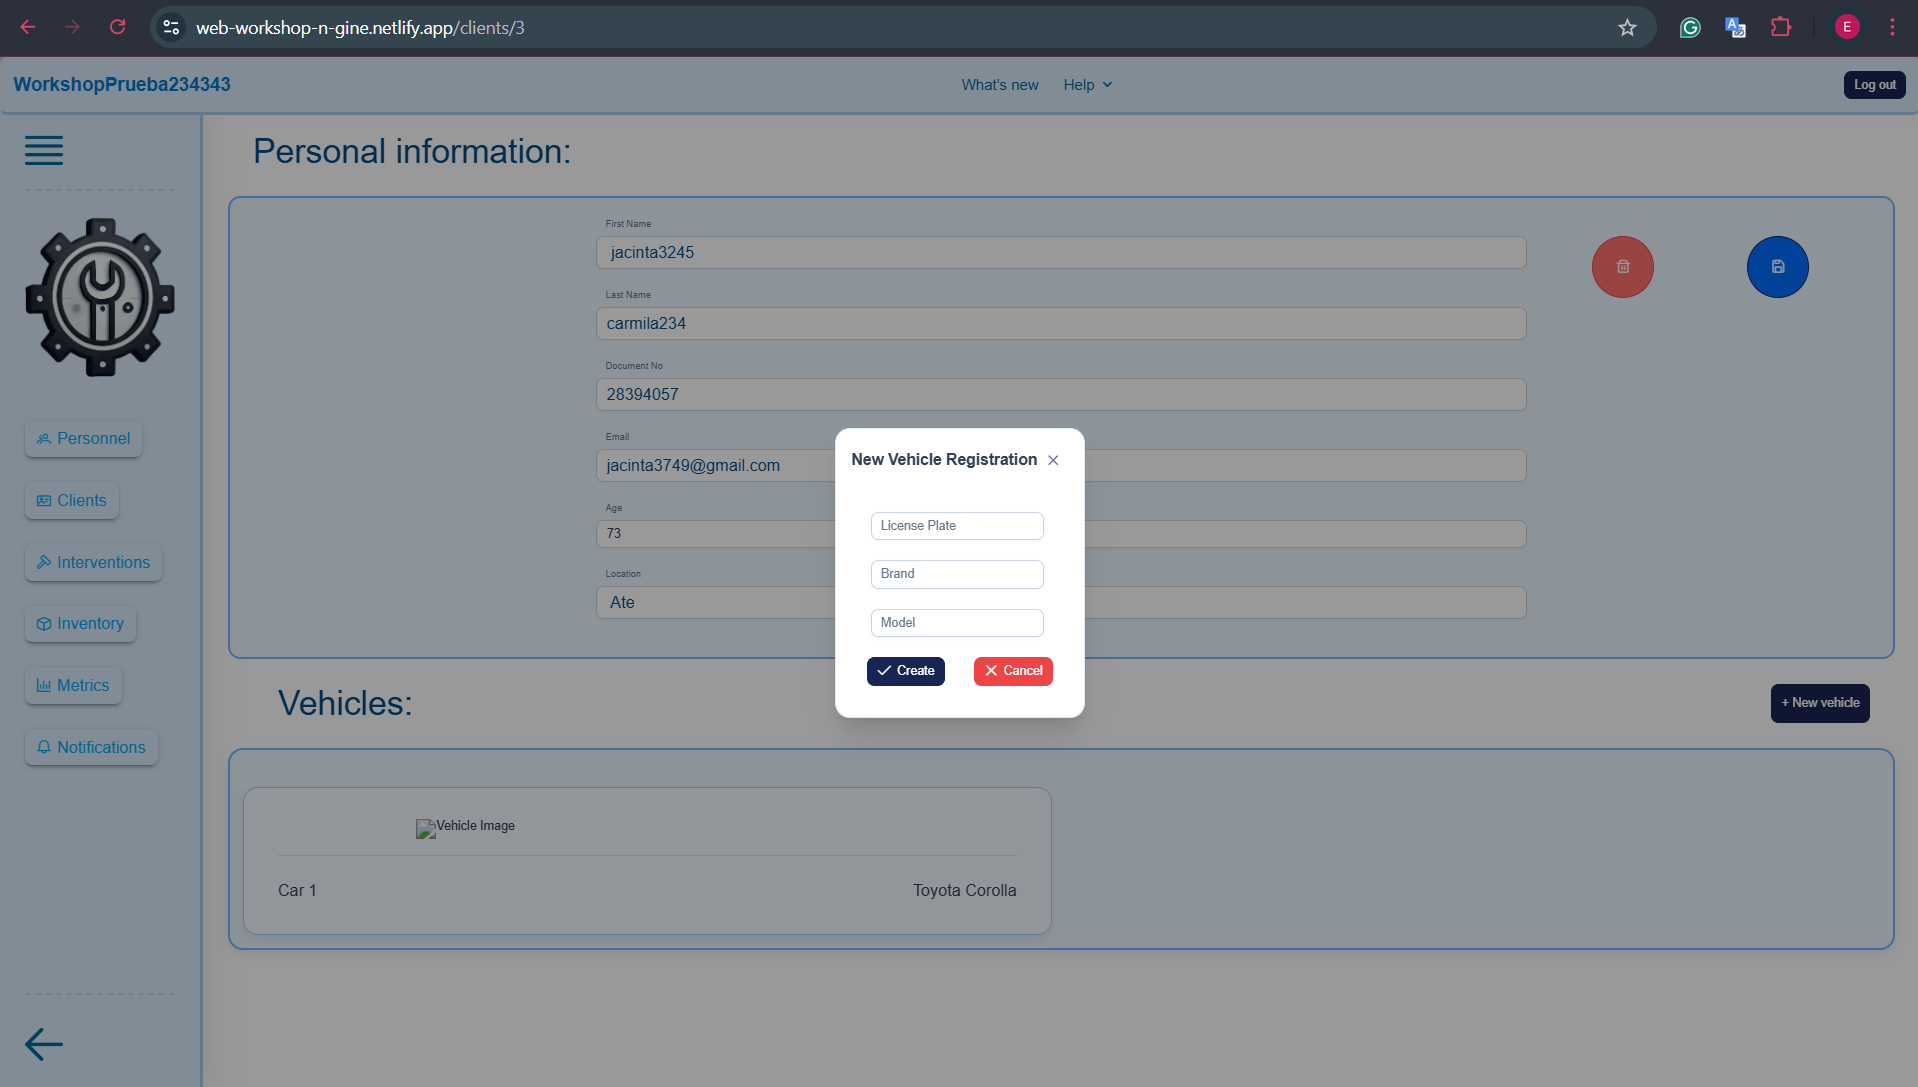 web-workshop-n-gine.netlify.app/clients/3
E
WorkshopPrueba234343
What's new
Help
Log out
Personal information:
First Name
jacinta3245
Last Name
carmila234
Document No
28394057
Email
jacinta3749@gmail.com
Age
73
Location
Ate
Personnel
Clients
Interventions
Inventory
Metrics
Notifications
New Vehicle Registration
License Plate
Brand
Model
Create
Cancel
Vehicles:
+ New vehicle
Vehicle Image
Car 1
Toyota Corolla